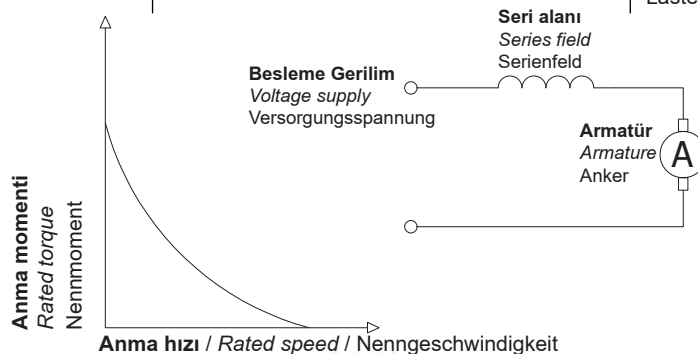 Seri alanı
Series field
Serienfeld
Besleme Gerilim
Voltage supply
Versorgungsspannung
Armatür
Armature
Anker
A
Anma momenti
Rated torque
Nennmoment
Anma hızı / Rated speed / Nenngeschwindigkeit